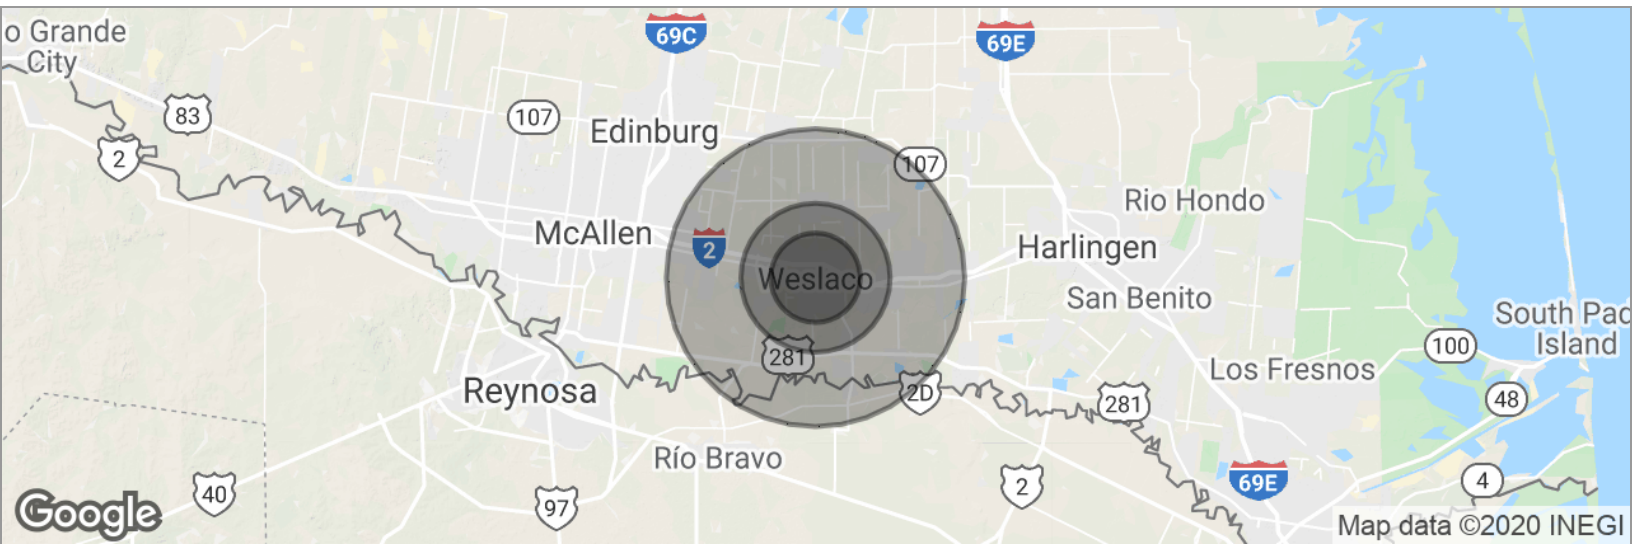 o Grande
City
69C
69E
83
107
Edinburg
2
107
Rio Hondo
McAllen
2
Harlingen
Weslaco
San Benito
South Pad
Island
281
100
Los Fresnos
Reynosa
2D
281
48
Río Bravo
40
97
2
69E
4
Google
Map data ©2020 INEGI